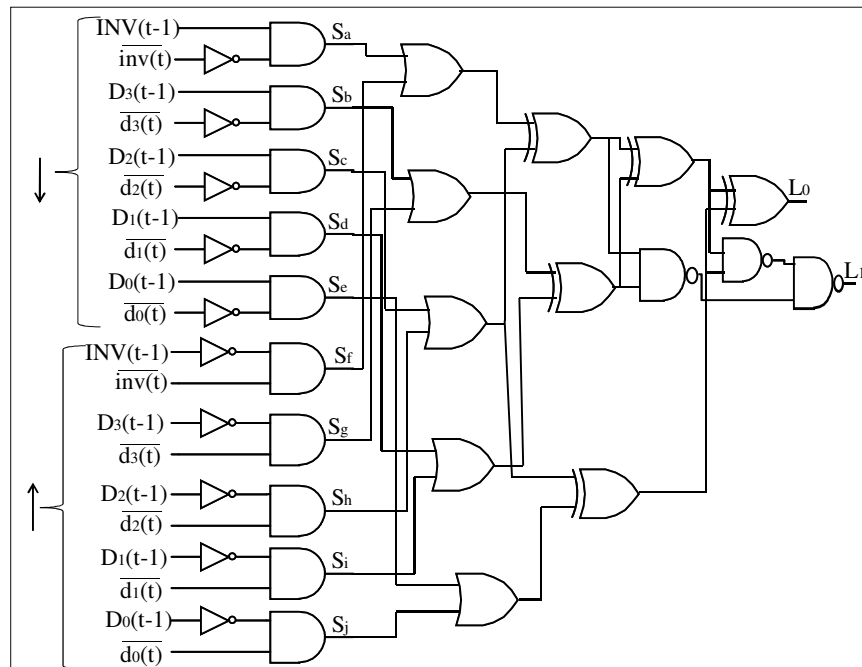 INV(t-1)
inv(t)
Sa
D3(t-1)
d3(t)
Sb
D2(t-1)
d2(t)
Sc
D1(t-1)
d1(t)
Sd
D0(t-1)
d0(t)
Se
INV(t-1)
inv(t)
Sf
D3(t-1)
d3(t)
Sg
D2(t-1)
d2(t)
Sh
D1(t-1)
d1(t)
Si
D0(t-1)
d0(t)
Sj
L0
L1